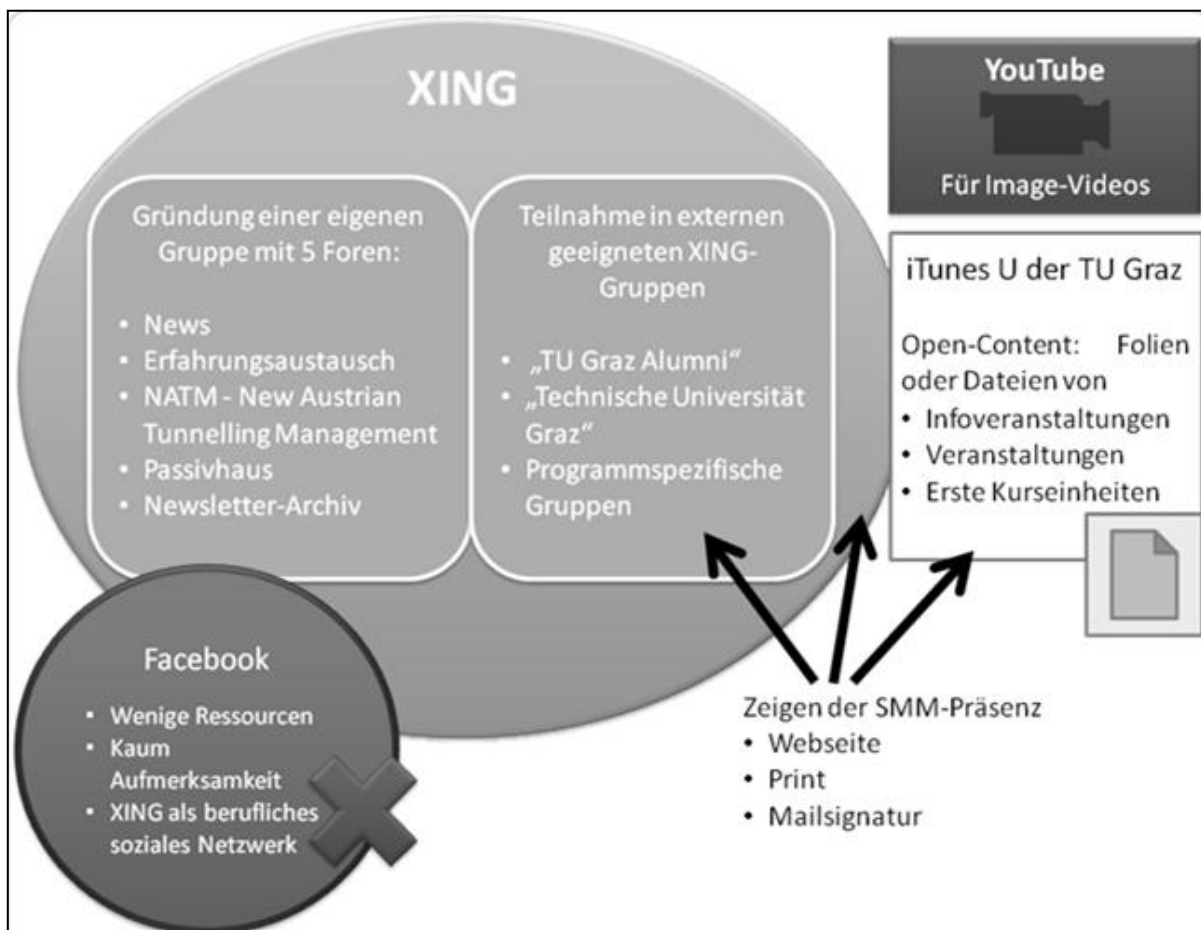 XING
Gründung einer eigenen
Gruppe mit 5 Foren:
• News
• Erfahrungsaustausch
• NATM - New Austrian
Tunnelling Management
• Passivhaus
• Newsletter-Archiv
Teilnahme in externen
geeigneten XING-
Gruppen
• „TU Graz Alumni“
• „Technische Universität
Graz“
• Programmspezifische
Gruppen
YouTube
Für Image-Videos
iTunes U der TU Graz
Open-Content: Folien
oder Dateien von
• Infoveranstaltungen
• Veranstaltungen
• Erste Kurseinheiten
Facebook
• Wenige Ressourcen
• Kaum
Aufmerksamkeit
• XING als berufliches
soziales Netzwerk
Zeigen der SMM-Präsenz
• Webseite
• Print
• Mailsignatur